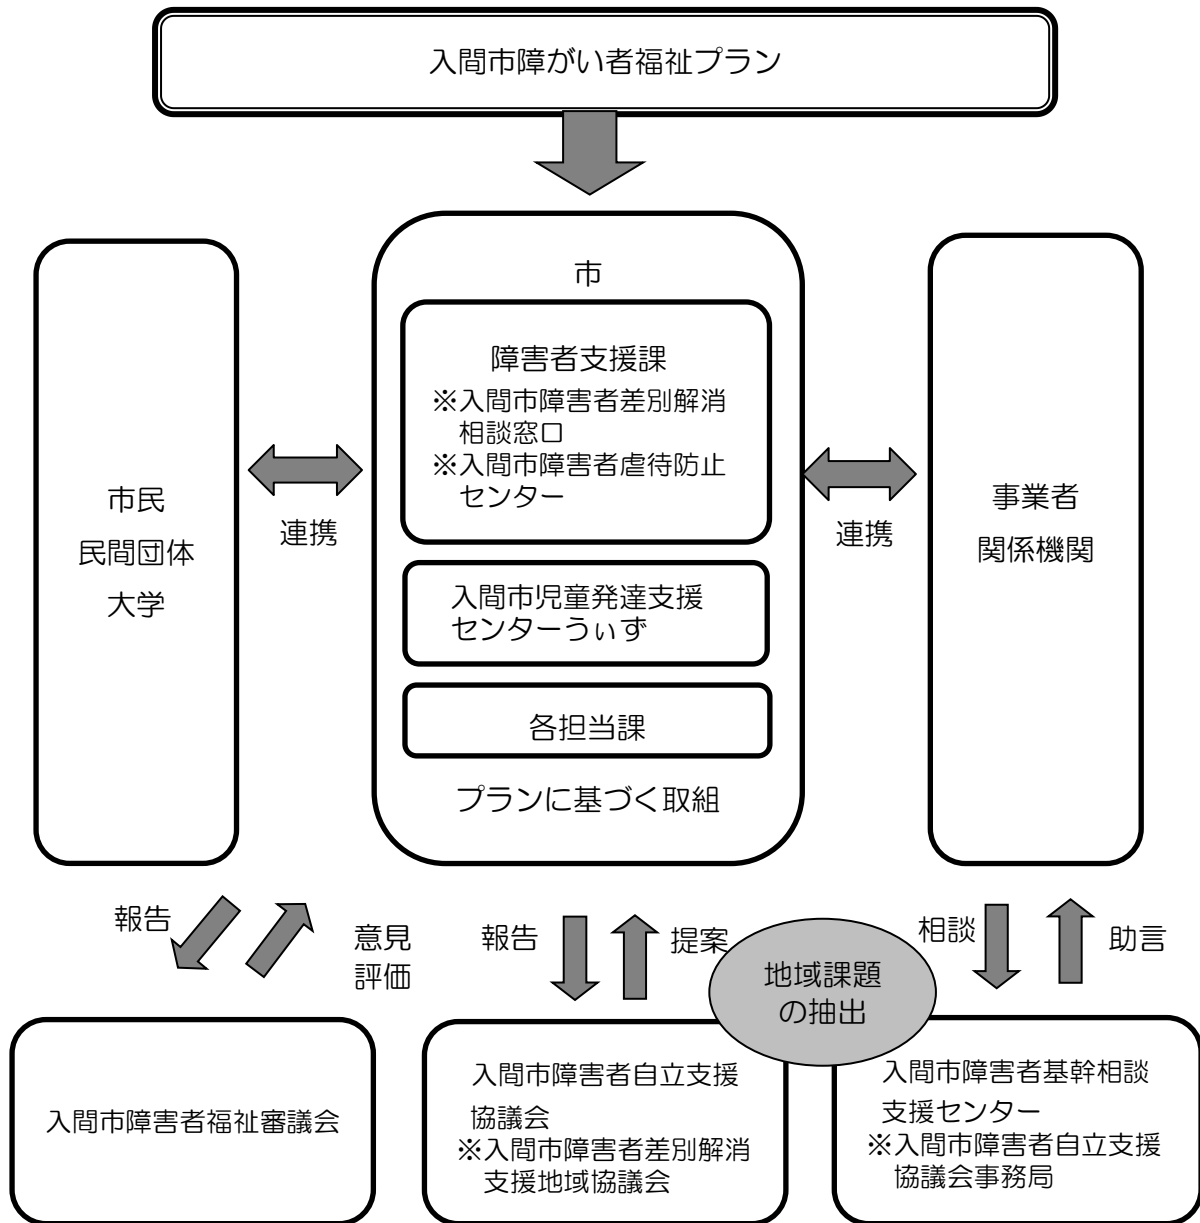 入間市障がい者福祉プラン
市
障害者支援課
※入間市障害者差別解消
相談窓口
※入間市障害者虐待防止
センター
入間市児童発達支援
センターうぃず
各担当課
プランに基づく取組
市民
民間団体
大学
連携
連携
事業者
関係機関
報告
意見
評価
報告
提案
地域課題
の抽出
相談
助言
入間市障害者福祉審議会
入間市障害者自立支援
協議会
※入間市障害者差別解消
支援地域協議会
入間市障害者基幹相談
支援センター
※入間市障害者自立支援
協議会事務局